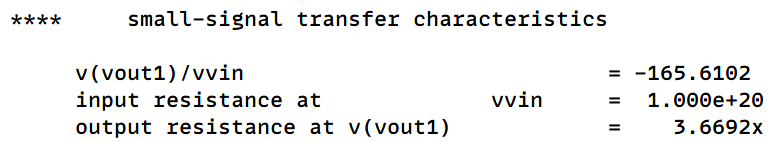 **** small-signal transfer characteristics
v(vout1)/vvin = -165.6102
input resistance at vvin = 1.000e+20
output resistance at v(vout1) = 3.6692x